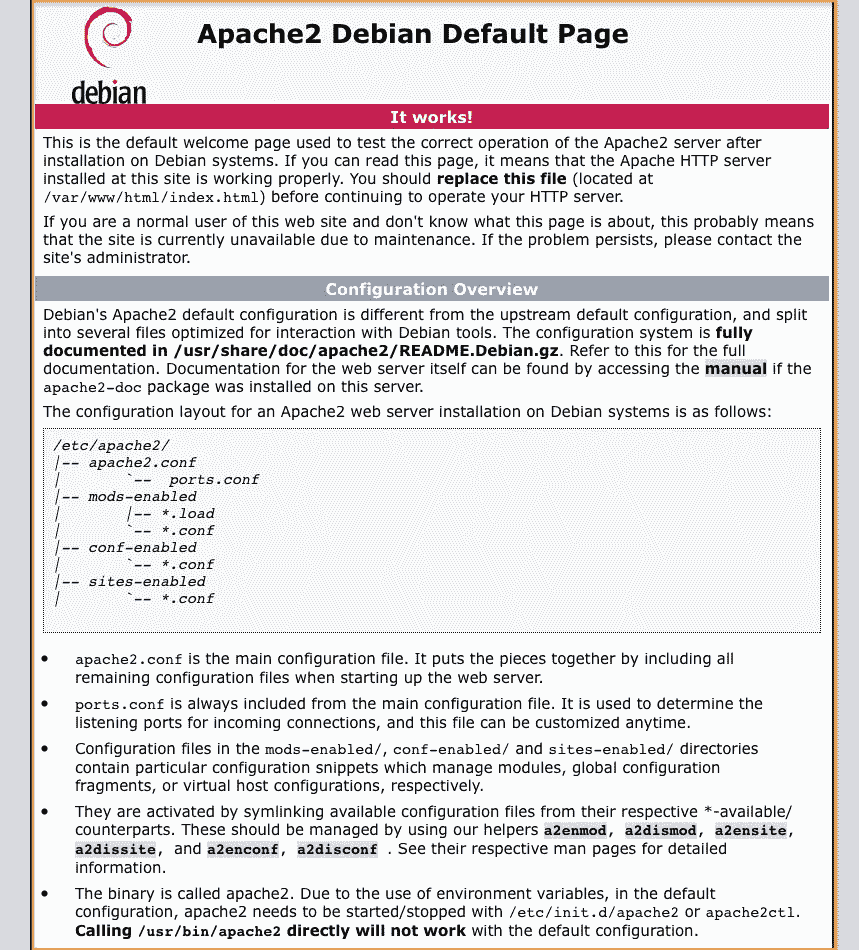 debian
Apache2 Debian Default Page
It works!
This is the default welcome page used to test the correct operation of the Apache2 server after
installation on Debian systems. If you can read this page, it means that the Apache HTTP server
installed at this site is working properly. You should replace this file (located at
/var/www/html/index.html) before continuing to operate your HTTP server.
If you are a normal user of this web site and don't know what this page is about, this probably means
that the site is currently unavailable due to maintenance. If the problem persists, please contact the
site's administrator.
Configuration Overview
Debian's Apache2 default configuration is different from the upstream default configuration, and split
into several files optimized for interaction with Debian tools. The configuration system is fully
documented in /usr/share/doc/apache2/README.Debian.gz. Refer to this for the full
documentation. Documentation for the web server itself can be found by accessing the manual if the
apache2-doc package was installed on this server.
The configuration layout for an Apache2 web server installation on Debian systems is as follows:
/etc/apache2/
|-- apache2.conf
|       `--  ports.conf
|-- mods-enabled
|       |-- *.load
|       `-- *.conf
|-- conf-enabled
|       `-- *.conf
|-- sites-enabled
|       `-- *.conf
• apache2.conf is the main configuration file. It puts the pieces together by including all
remaining configuration files when starting up the web server.
• ports.conf is always included from the main configuration file. It is used to determine the
listening ports for incoming connections, and this file can be customized anytime.
• Configuration files in the mods-enabled/, conf-enabled/ and sites-enabled/ directories
contain particular configuration snippets which manage modules, global configuration
fragments, or virtual host configurations, respectively.
• They are activated by symlinking available configuration files from their respective *-available/
counterparts. These should be managed by using our helpers a2enmod, a2dismod, a2ensite,
a2dissite, and a2enconf, a2disconf . See their respective man pages for detailed
information.
• The binary is called apache2. Due to the use of environment variables, in the default
configuration, apache2 needs to be started/stopped with /etc/init.d/apache2 or apache2ctl.
Calling /usr/bin/apache2 directly will not work with the default configuration.